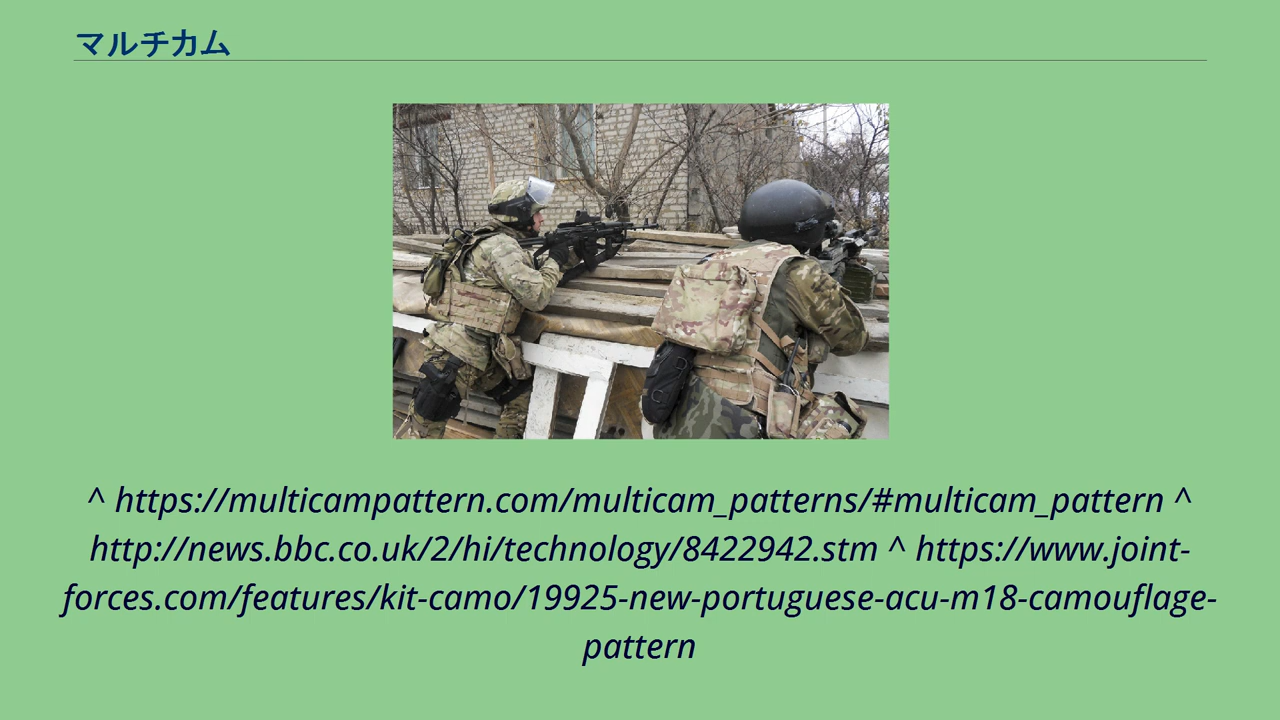 マルチカム
^ https://multicampattern.com/multicam_patterns/#multicam_pattern ^
http://news.bbc.co.uk/2/hi/technology/8422942.stm ^ https://www.joint-
forces.com/features/kit-camo/19925-new-portuguese-acu-m18-camouflage-
pattern